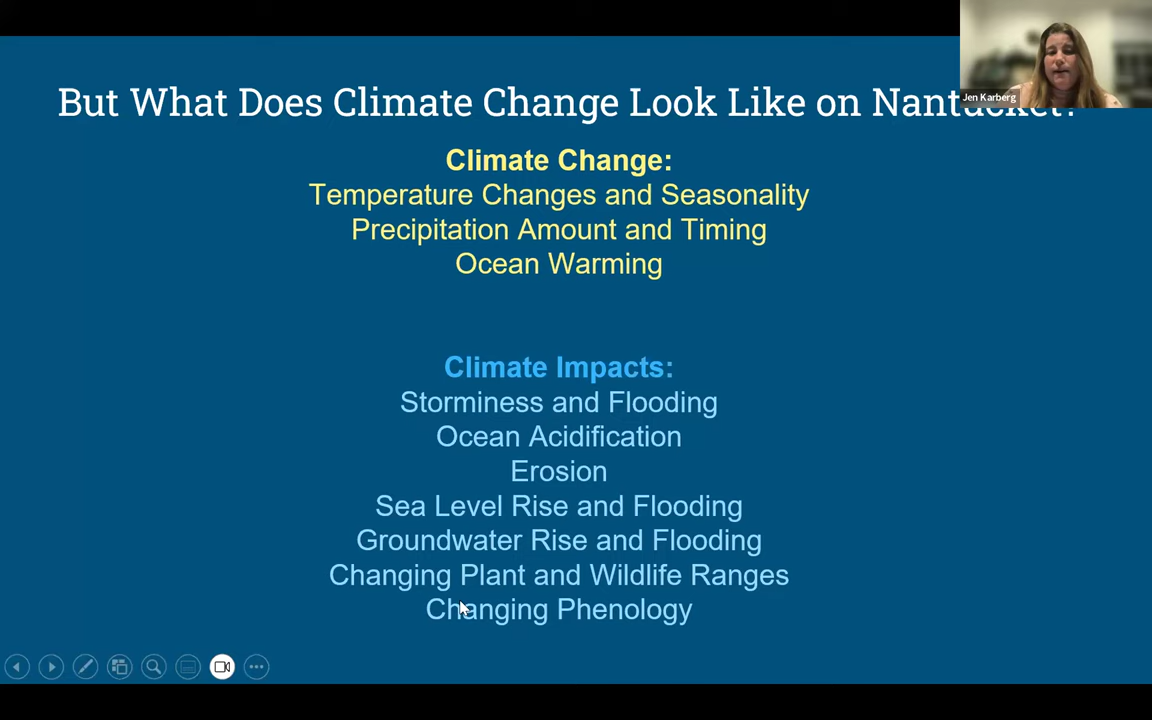 But What Does Climate Change Look Like on Nantucket?
Jen Karberg
Climate Change:
Temperature Changes and Seasonality
Precipitation Amount and Timing
Ocean Warming
Climate Impacts:
Storminess and Flooding
Ocean Acidification
Erosion
Sea Level Rise and Flooding
Groundwater Rise and Flooding
Changing Plant and Wildlife Ranges
Changing Phenology